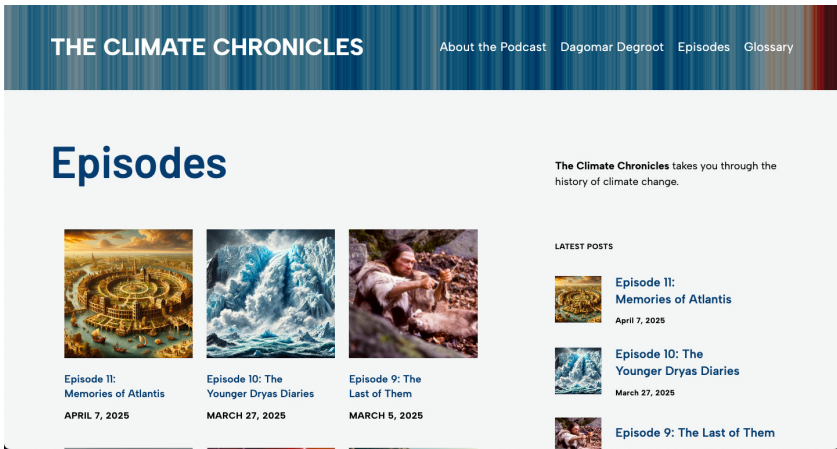 THE CLIMATE CHRONICLES
About the Podcast Dagomar Degroot Episodes Glossary
Episodes
Episode 11:
Memories of Atlantis
APRIL 7, 2025
Episode 10: The
Younger Dryas Diaries
MARCH 27, 2025
Episode 9: The
Last of Them
MARCH 5, 2025
The Climate Chronicles takes you through the
history of climate change.
LATEST POSTS
Episode 11:
Memories of Atlantis
April 7, 2025
Episode 10: The
Younger Dryas Diaries
March 27, 2025
Episode 9: The Last of Them